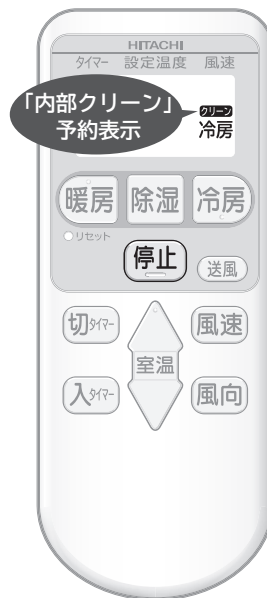 HITACHI
タイマー 設定温度 風速
「内部クリーン」
予約表示
クリーン
冷房
暖房 除湿 冷房
リセット
停止 送風
切タイマー 風速
室温
入タイマー 風向